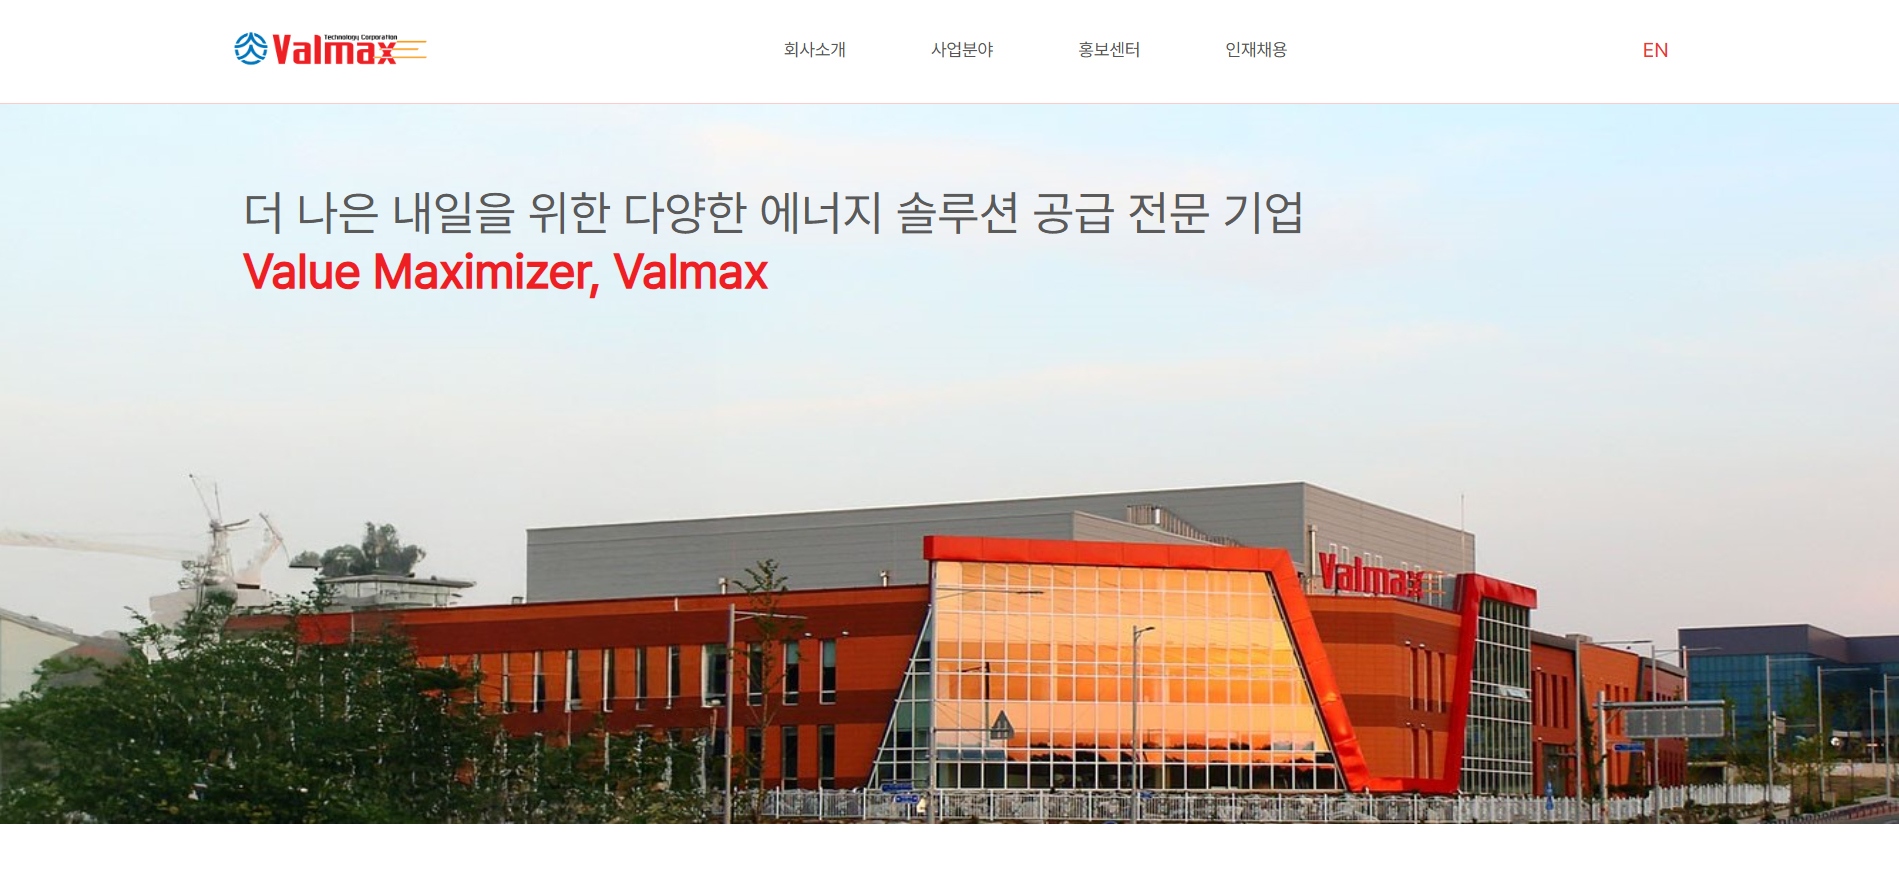 Technology Corporation
Valmax
회사소개 사업분야 홍보센터 인재채용 EN
더 나은 내일을 위한 다양한 에너지 솔루션 공급 전문 기업
Value Maximizer, Valmax
Valmax